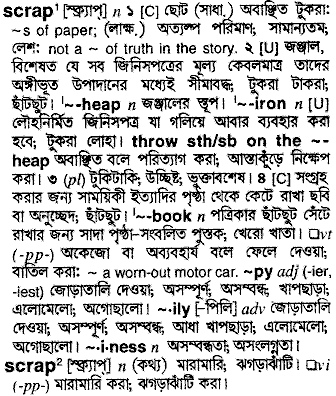 scrap¹ [স্ক্র্যাপ্] n ১ [C] ছোট (সাধা.) অবাঞ্ছিত টুকরা:
~s of paper; (লাক্ষ.) অত্যল্প পরিমাণ; সামান্যতম;
লেশ: not a ~ of truth in the story. ২ [U] জঞ্জাল,
বিশেষত যে সব জিনিসপত্রের মূল্য কেবলমাত্র তাদের
অঙ্গীভূত উপাদানের মধ্যেই সীমাবদ্ধ; টুকরা টাকরা;
ছাঁটছুট। '~-heap n জঞ্জালের স্তূপ। '~-iron n [U]
লৌহনির্মিত জিনিসপত্র যা গলিয়ে আবার ব্যবহার করা
হবে; টুকরা লোহা। throw sth/sb on the ~-
heap অবাঞ্ছিত বলে পরিত্যাগ করা; আস্তাকুঁড়ে নিক্ষেপ
করা। ৩ (pl) টুকিটাকি; উচ্ছিষ্ট; ভুক্তাবশেষ। ৪ [C] সংগ্রহ
করার জন্য সাময়িকী ইত্যাদির পৃষ্ঠা থেকে কেটে রাখা ছবি
বা অনুচ্ছেদ; ছাঁটছুট। '~-book n পত্রিকার ছাঁটছুট সেঁটে
রাখার জন্য সাদা পৃষ্ঠা-সংবলিত পুস্তক; খেরো খাতা। □vt
(-pp-) অকেজো বা অব্যবহার্য বলে ফেলে দেওয়া;
বাতিল করা: ~ a worn-out motor car. ~py adj (-ier,
-iest) জোড়াতালি দেওয়া; অসম্পূর্ণ; অসম্বদ্ধ; খাপছাড়া;
এলোমেলো; অগোছালো। ~·ily [–পিলি] adv জোড়াতালি
দেওয়া; অসম্পূর্ণ; অসম্বদ্ধ; আধা খাপছাড়া; এলোমেলো;
অগোছালো। ~·i·ness n অসম্বদ্ধতা; অসংলগ্নতা।
scrap² [স্ক্র্যাপ্] n (কথ্য) মারামারি; ঝগড়াঝাঁটি। □vi
(-pp-) মারামারি করা; ঝগড়াঝাঁটি করা।